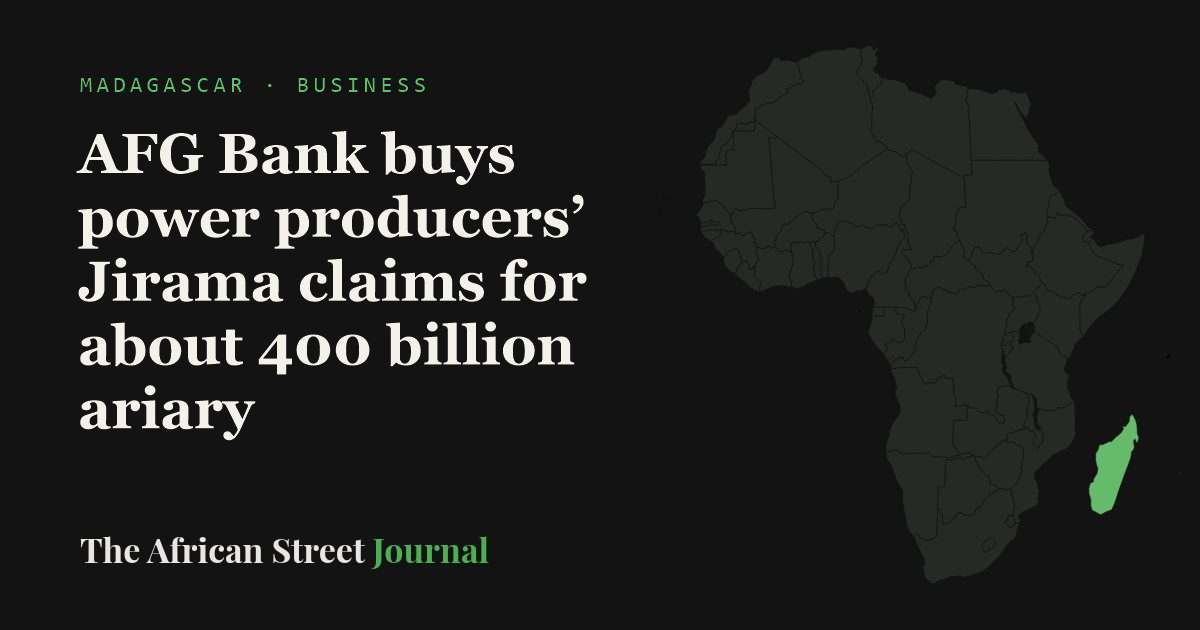 MADAGASCAR · BUSINESS
AFG Bank buys
power producers’
Jirama claims for
about 400 billion
ariary
The African Street Journal